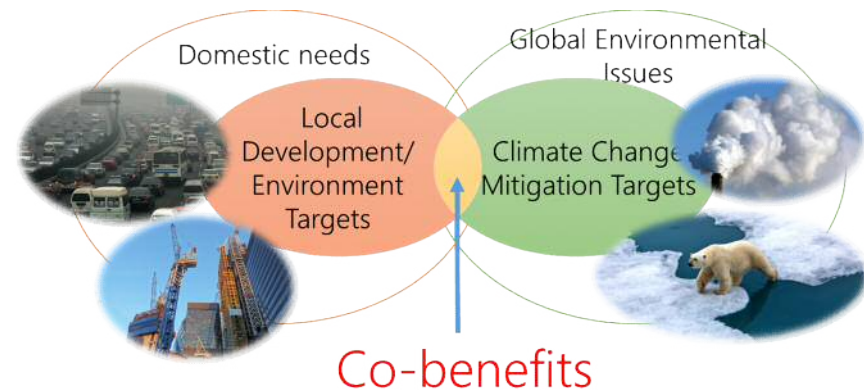 Domestic needs
Global Environmental
Issues
Local
Development/
Environment
Targets
Climate Change
Mitigation Targets
Co-benefits